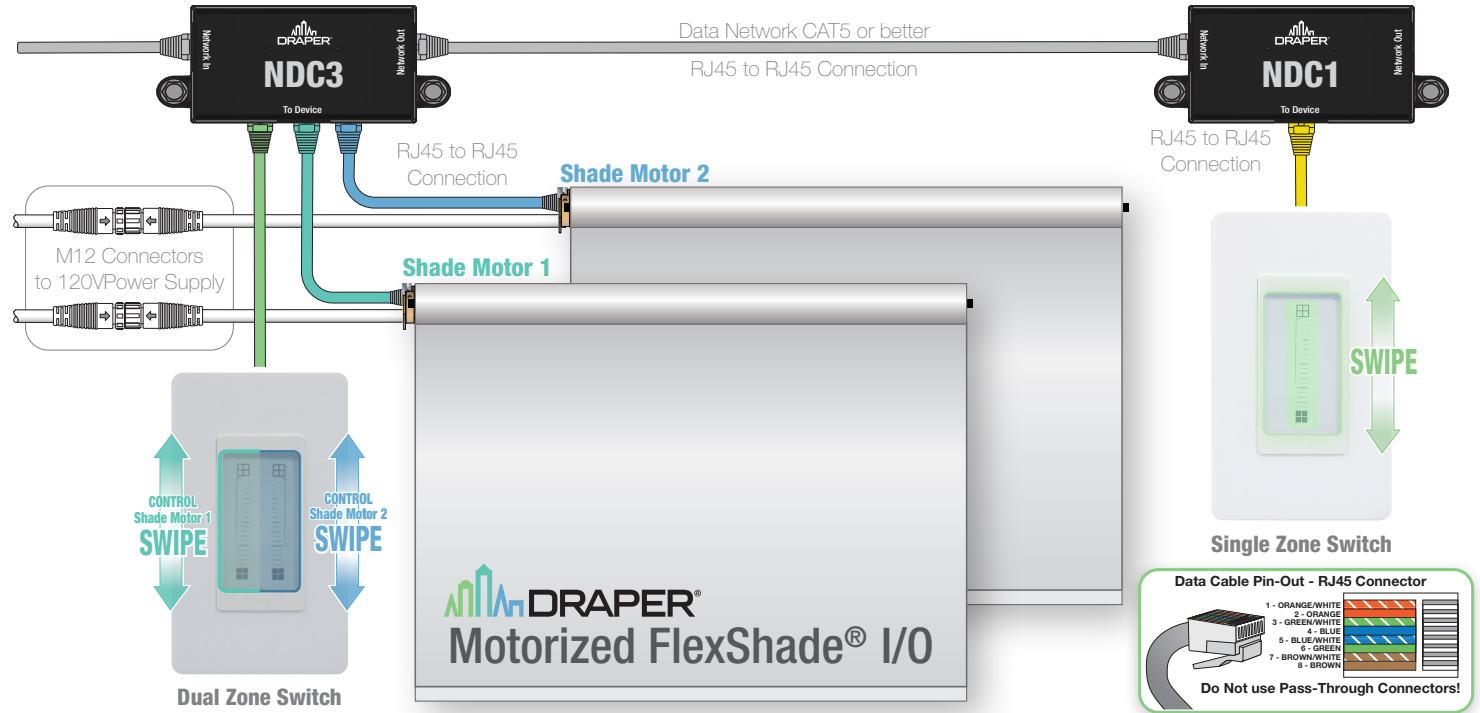 Network In
DRAPER®
NDC3
Network Out
To Device
Data Network CAT5 or better
RJ45 to RJ45 Connection
Network In
DRAPER®
NDC1
Network Out
To Device
RJ45 to RJ45
Connection
RJ45 to RJ45
Connection
Shade Motor 2
M12 Connectors
to 120VPower Supply
Shade Motor 1
SWIPE
CONTROL
Shade Motor 1
SWIPE
CONTROL
Shade Motor 2
SWIPE
Dual Zone Switch
DRAPER®
Motorized FlexShade® I/O
Single Zone Switch
Data Cable Pin-Out - RJ45 Connector
1 - ORANGE/WHITE
2 - ORANGE
3 - GREEN/WHITE
4 - BLUE
5 - BLUE/WHITE
6 - GREEN
7 - BROWN/WHITE
8 - BROWN
Do Not use Pass-Through Connectors!